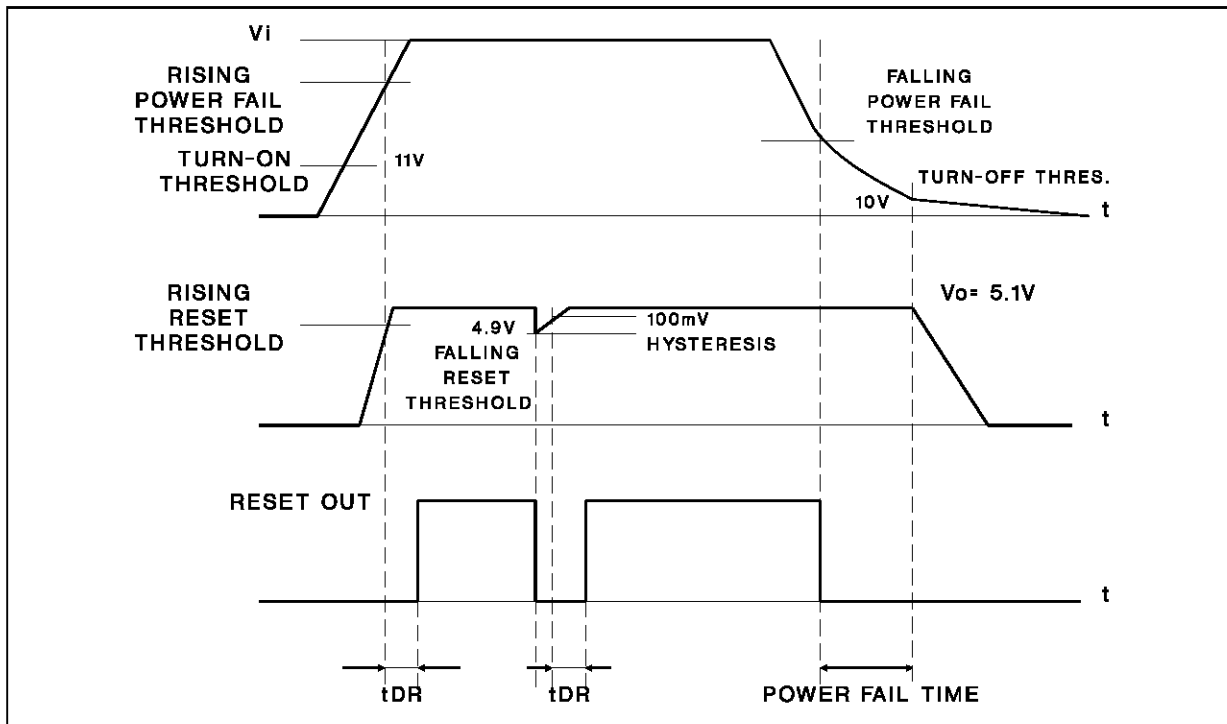 Vi
RISING
POWER FAIL
THRESHOLD
TURN-ON
THRESHOLD
11V
FALLING
POWER FAIL
THRESHOLD
TURN-OFF THRES.
10V
t
RISING
RESET
THRESHOLD
4.9V
FALLING
RESET
THRESHOLD
100mV
HYSTERESIS
Vo= 5.1V
t
RESET OUT
t
tDR
tDR
POWER FAIL TIME